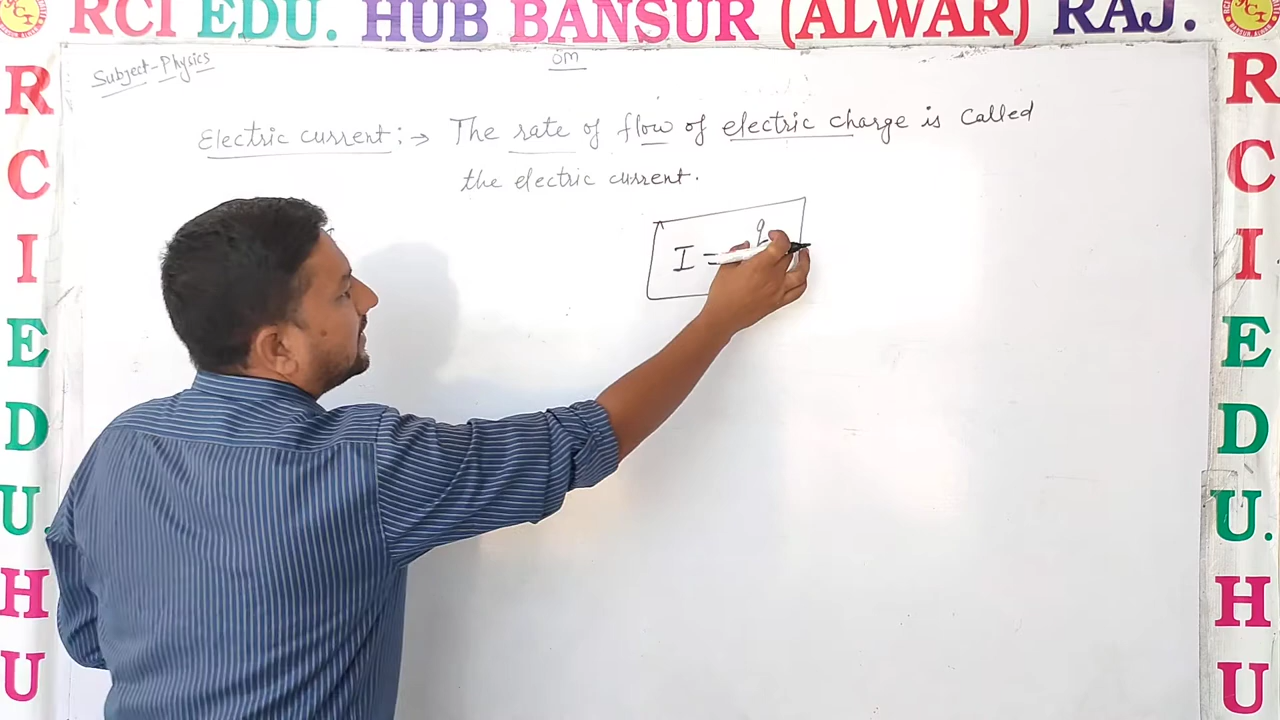 RCI EDU. HUB BANSUR (ALWAR) RAJ.
Subject-Physics
om
Electric current :→ The rate of flow of electric charge is called
the electric current.
I = q
R
C
I
E
D
U.
H
U
R
C
I
E
D
U.
H
U